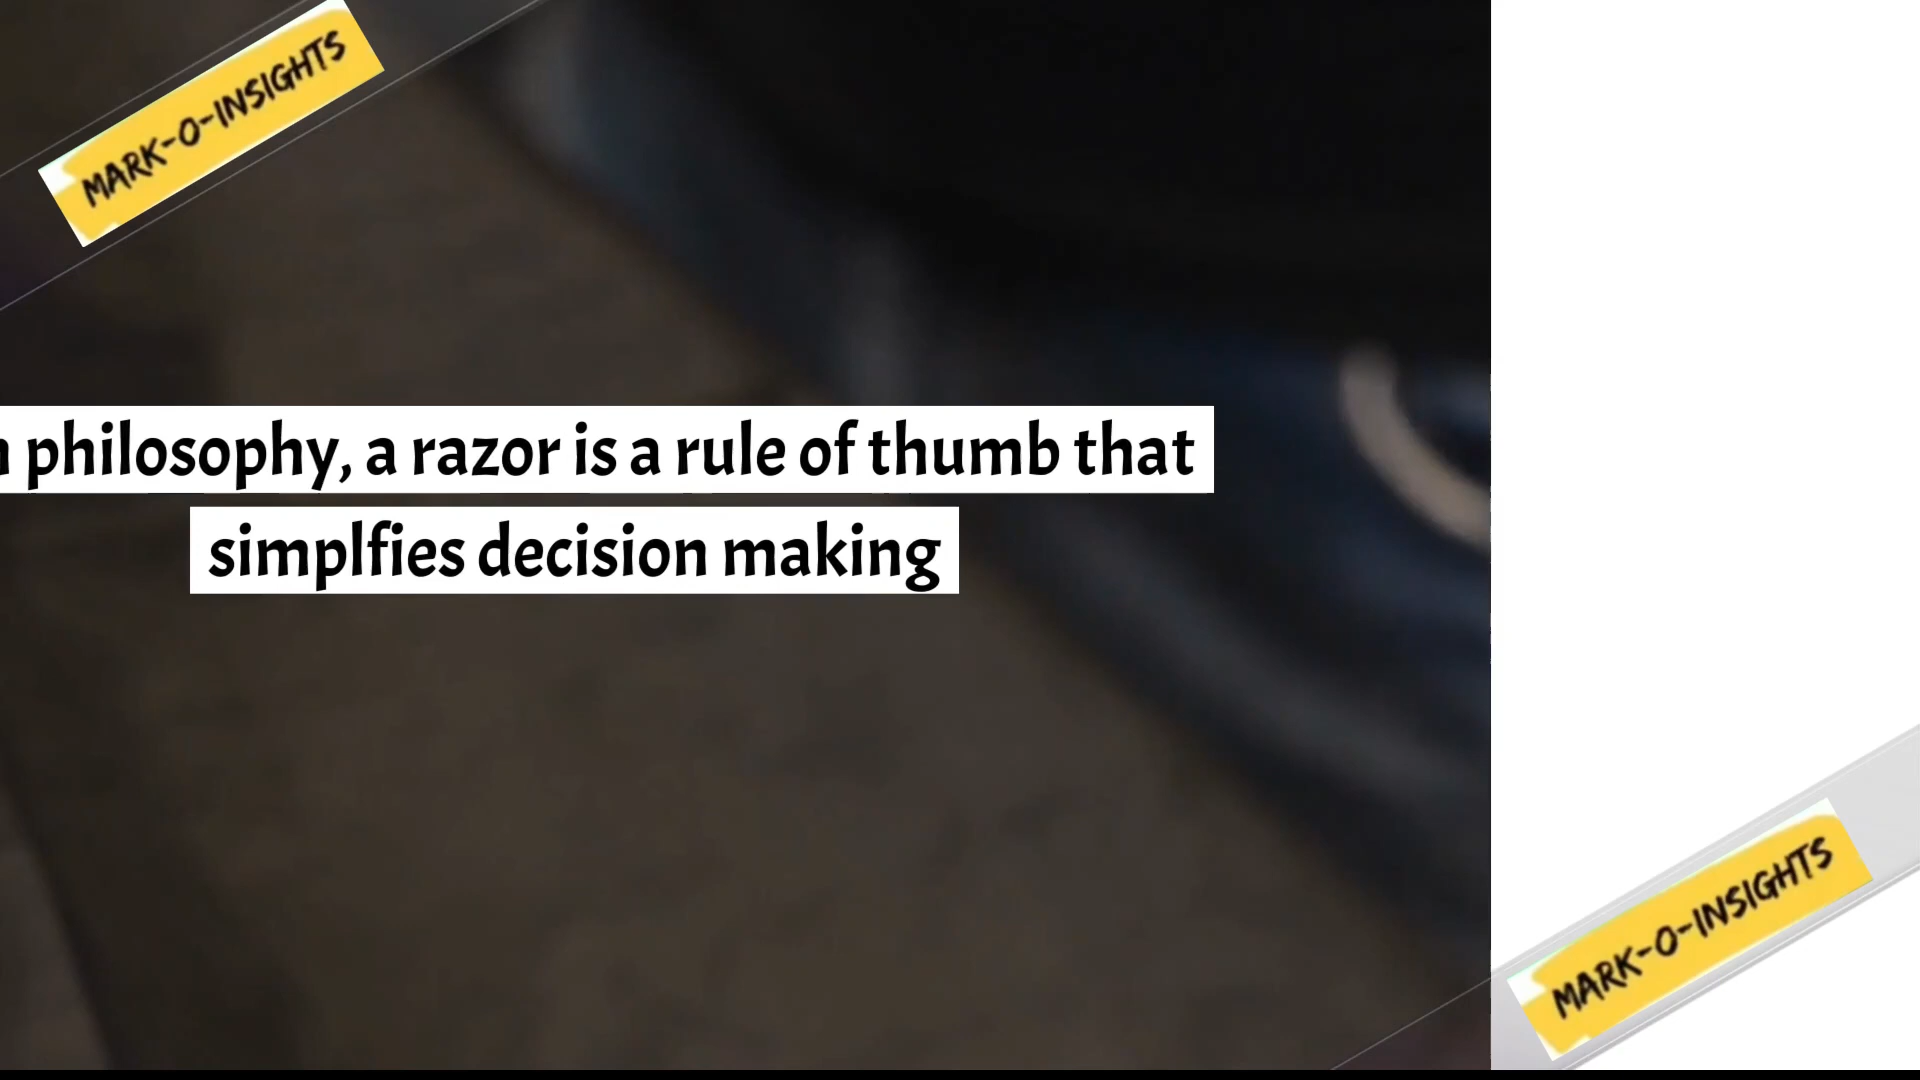 MARK-O-INSIGHTS
philosophy, a razor is a rule of thumb that
simplfies decision making
MARK-O-INSIGHTS